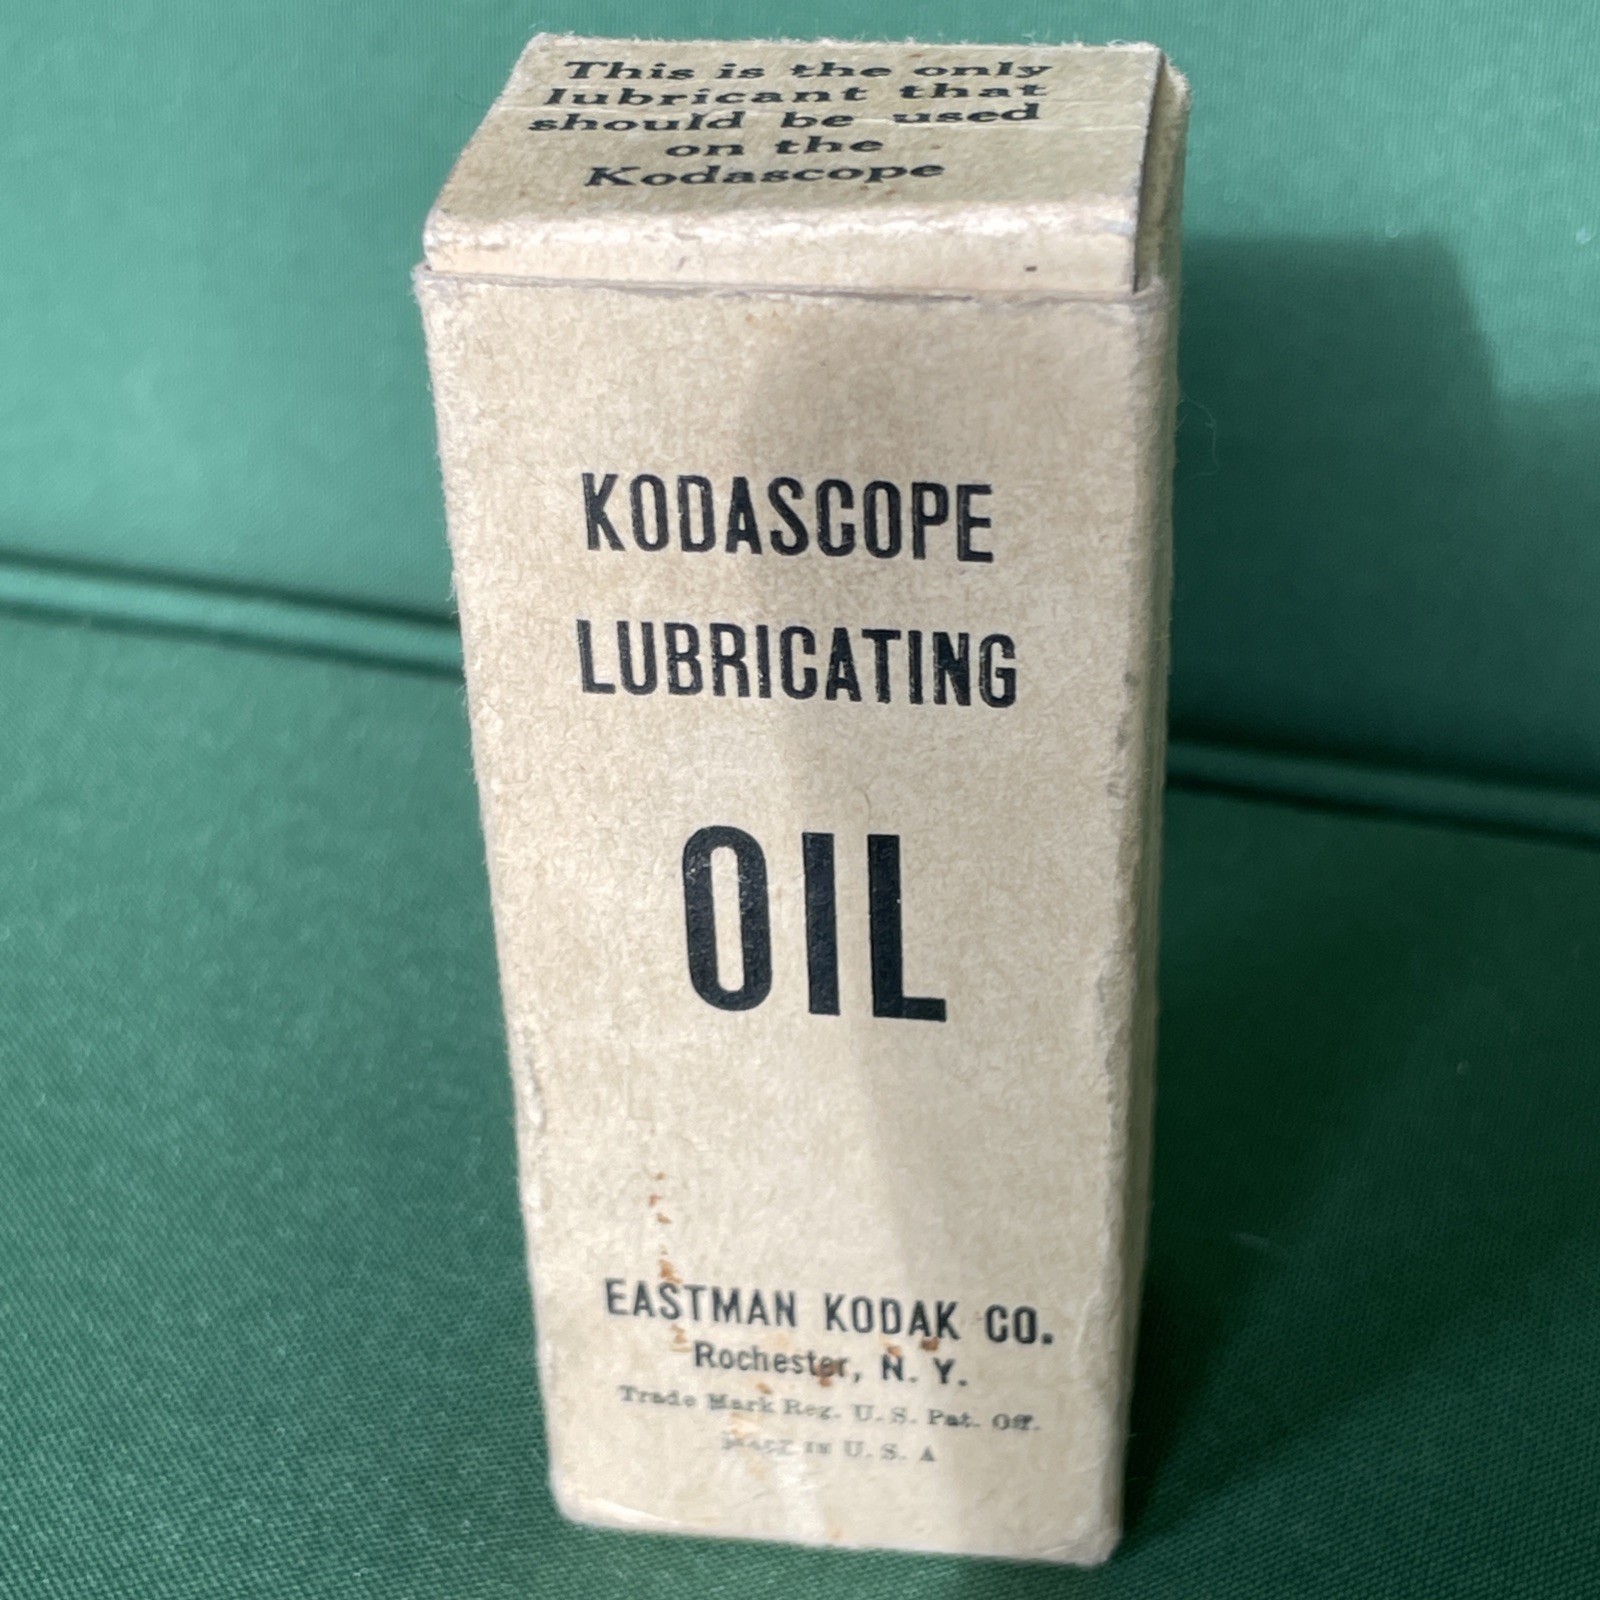 This is the only
lubricant that
should be used
on the
Kodascope
KODASCOPE
LUBRICATING
OIL
EASTMAN KODAK CO.
Rochester, N. Y.
Trade Mark Reg. U. S. Pat. Off.
IN U. S. A